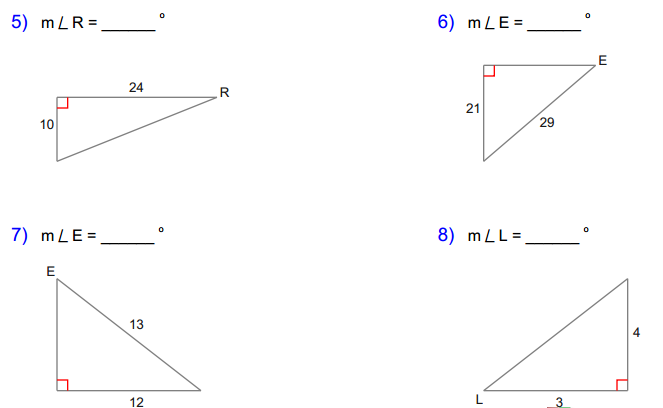 5) m∠R = ______ °
6) m∠E = ______ °
24
R
10
E
21
29
7) m∠E = ______ °
8) m∠L = ______ °
E
13
12
4
L
3